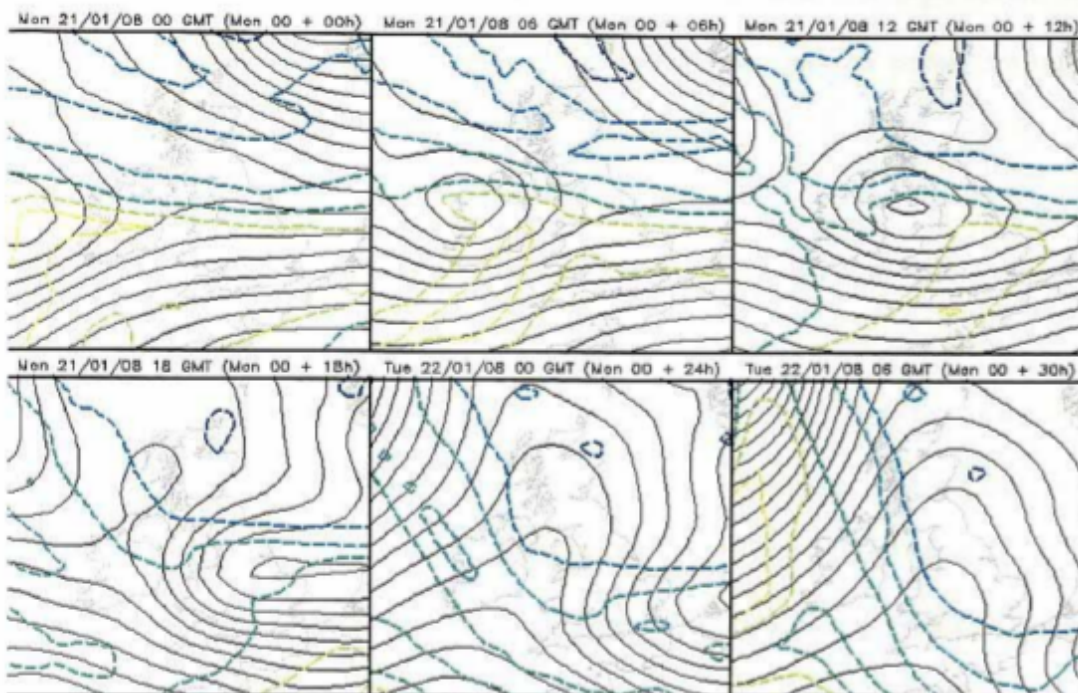 Mon 21/01/08 00 GMT (Mon 00 + 00h)
Mon 21/01/08 06 GMT (Mon 00 + 06h)
Mon 21/01/08 12 GMT (Mon 00 + 12h)
Mon 21/01/08 18 GMT (Mon 00 + 18h)
Tue 22/01/08 00 GMT (Mon 00 + 24h)
Tue 22/01/08 06 GMT (Mon 00 + 30h)